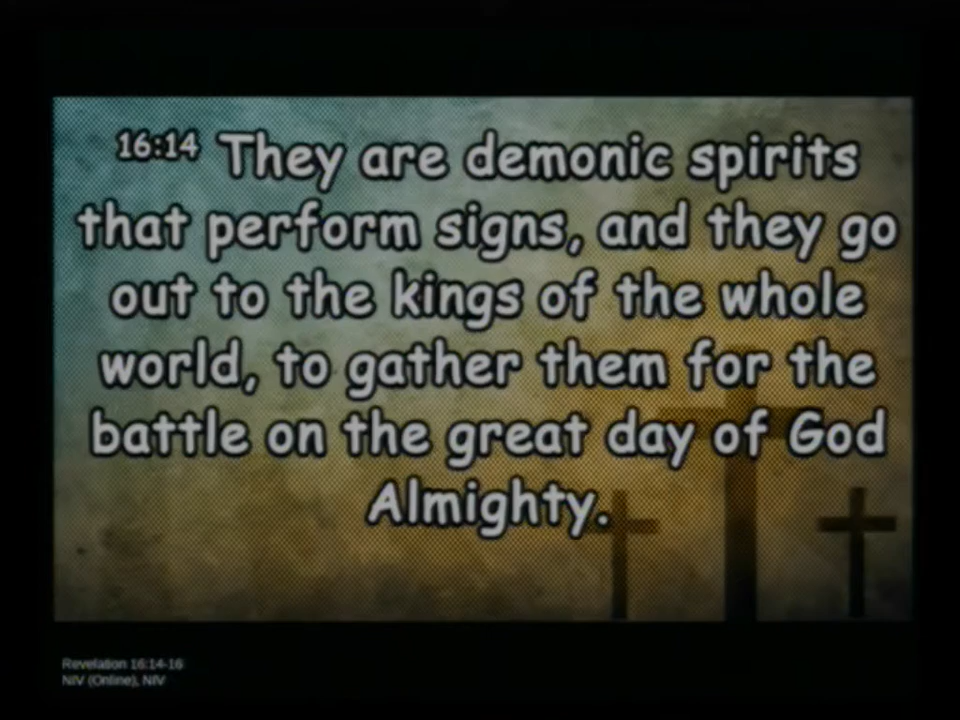 16:14 They are demonic spirits
that perform signs, and they go
out to the kings of the whole
world, to gather them for the
battle on the great day of God
Almighty.
Revelation 16:14-16
NIV (Online), NIV